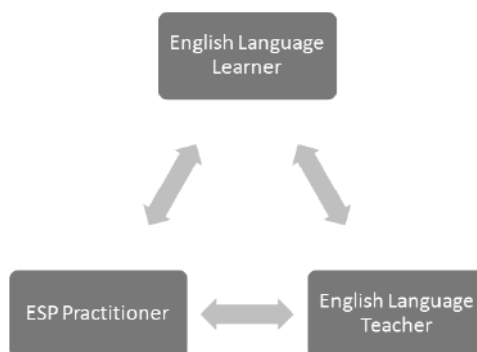 English Language
Learner
ESP Practitioner
English Language
Teacher